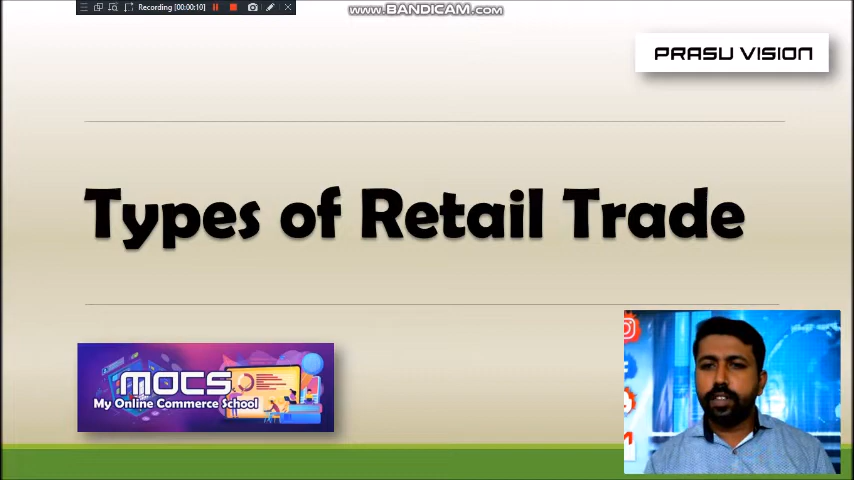 Recording [00:00:10]
www.BANDICAM.com
PRASU VISION
Types of Retail Trade
MOCS
My Online Commerce School